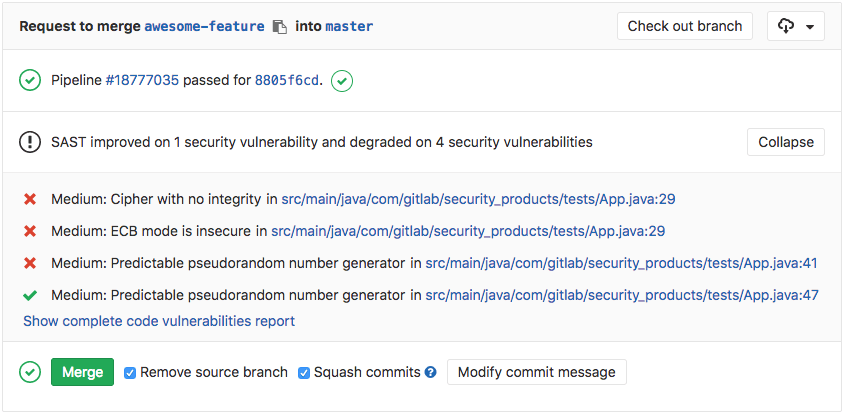 Request to merge awesome-feature into master Check out branch
Pipeline #18777035 passed for 8805f6cd.
SAST improved on 1 security vulnerability and degraded on 4 security vulnerabilities Collapse
Medium: Cipher with no integrity in src/main/java/com/gitlab/security_products/tests/App.java:29
Medium: ECB mode is insecure in src/main/java/com/gitlab/security_products/tests/App.java:29
Medium: Predictable pseudorandom number generator in src/main/java/com/gitlab/security_products/tests/App.java:41
Medium: Predictable pseudorandom number generator in src/main/java/com/gitlab/security_products/tests/App.java:47
Show complete code vulnerabilities report
Merge Remove source branch Squash commits ? Modify commit message